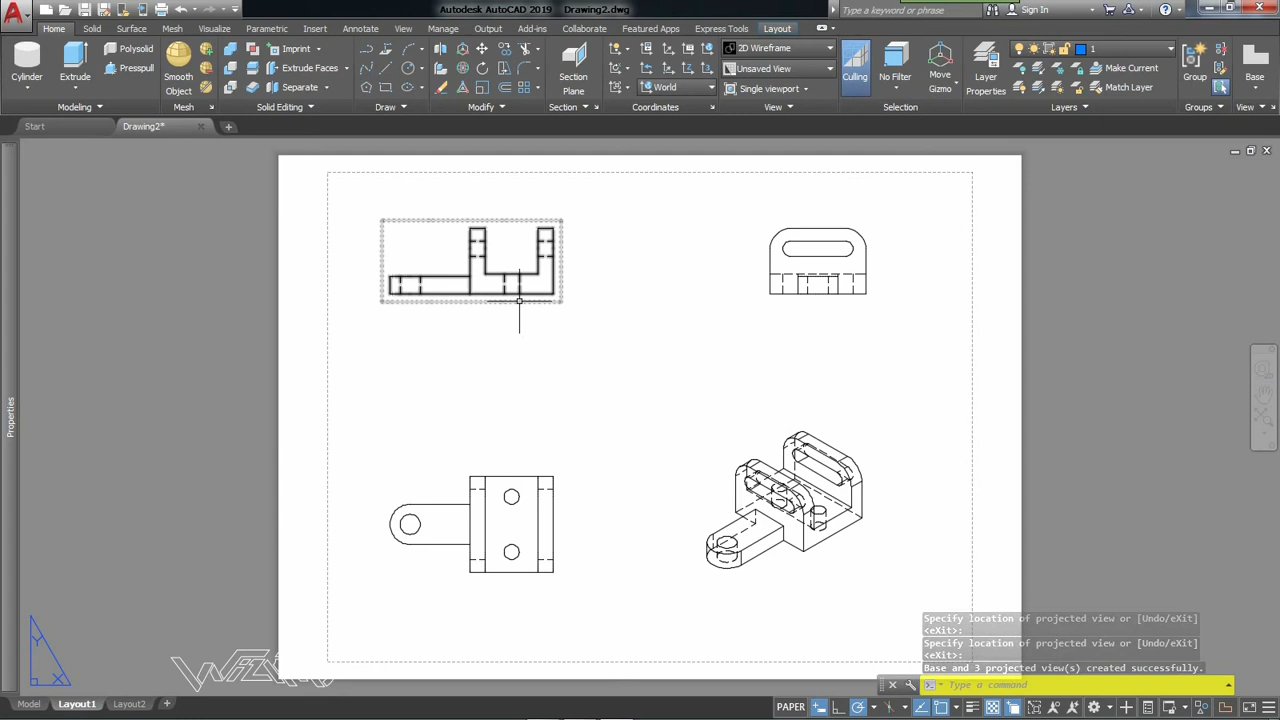 Autodesk AutoCAD 2019 Drawing2.dwg
Type a keyword or phrase
Sign In
Home Solid Surface Mesh Visualize Parametric Insert Annotate View Manage Output Add-ins Collaborate Featured Apps Express Tools Layout
Cylinder
Extrude
Polysolid
Presspull
Smooth
Object
Imprint
Extrude Faces
Separate
Section
Plane
World
2D Wireframe
Unsaved View
Single viewport
Culling
No Filter
Move
Gizmo
Layer
Properties
1
Make Current
Match Layer
Group
Base
Modeling Mesh Solid Editing Draw Modify Section Coordinates View Selection Layers Groups View
Start Drawing2*
Properties
Y
X
Specify location of projected view or [Undo/eXit]
<eXit>:
Specify location of projected view or [Undo/eXit]
<eXit>:
Base and 3 projected view(s) created successfully.
Type a command
Model Layout1 Layout2
PAPER